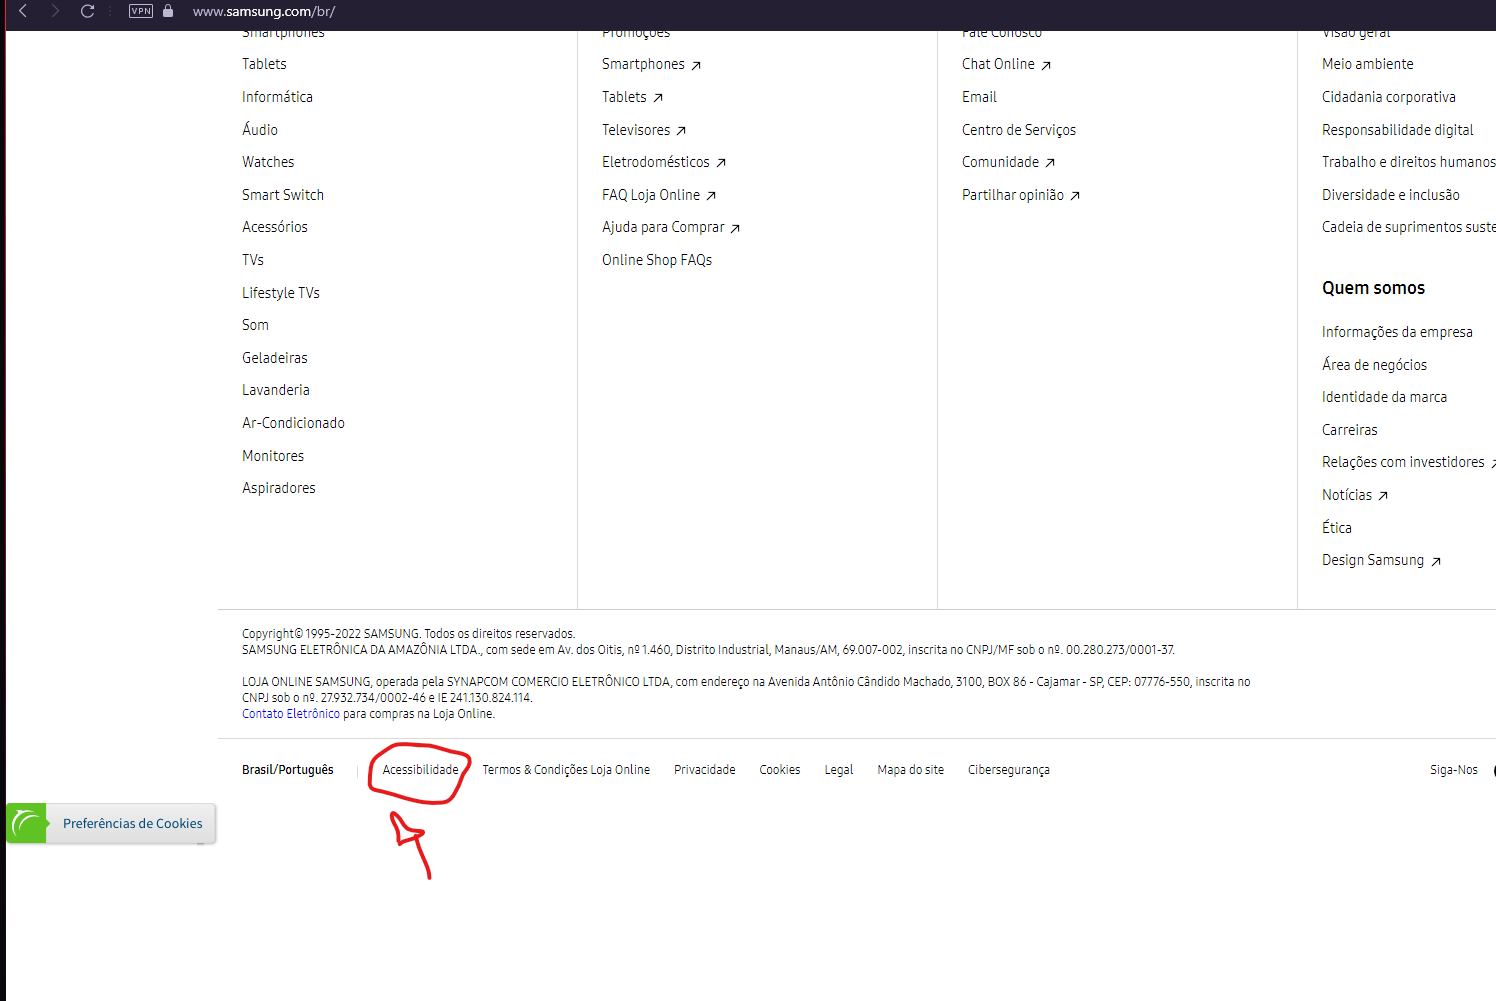 VPN
www.samsung.com/br/
Smartphones
Tablets
Informática
Áudio
Watches
Smart Switch
Acessórios
TVs
Lifestyle TVs
Som
Geladeiras
Lavanderia
Ar-Condicionado
Monitores
Aspiradores
Promoções
Smartphones
Tablets
Televisores
Eletrodomésticos
FAQ Loja Online
Ajuda para Comprar
Online Shop FAQs
Fale Conosco
Chat Online
Email
Centro de Serviços
Comunidade
Partilhar opinião
Visão geral
Meio ambiente
Cidadania corporativa
Responsabilidade digital
Trabalho e direitos humanos
Diversidade e inclusão
Cadeia de suprimentos suste
Quem somos
Informações da empresa
Área de negócios
Identidade da marca
Carreiras
Relações com investidores
Notícias
Ética
Design Samsung
Copyright© 1995-2022 SAMSUNG. Todos os direitos reservados.
SAMSUNG ELETRÔNICA DA AMAZÔNIA LTDA., com sede em Av. dos Oitis, nº 1.460, Distrito Industrial, Manaus/AM, 69.007-002, inscrita no CNPJ/MF sob o nº. 00.280.273/0001-37.
LOJA ONLINE SAMSUNG, operada pela SYNAPCOM COMERCIO ELETRÔNICO LTDA, com endereço na Avenida Antônio Cândido Machado, 3100, BOX 86 - Cajamar - SP, CEP: 07776-550, inscrita no
CNPJ sob o nº. 27.932.734/0002-46 e IE 241.130.824.114.
Contato Eletrônico para compras na Loja Online.
Brasil/Português
Acessibilidade
Termos & Condições Loja Online
Privacidade
Cookies
Legal
Mapa do site
Cibersegurança
Siga-Nos
Preferências de Cookies